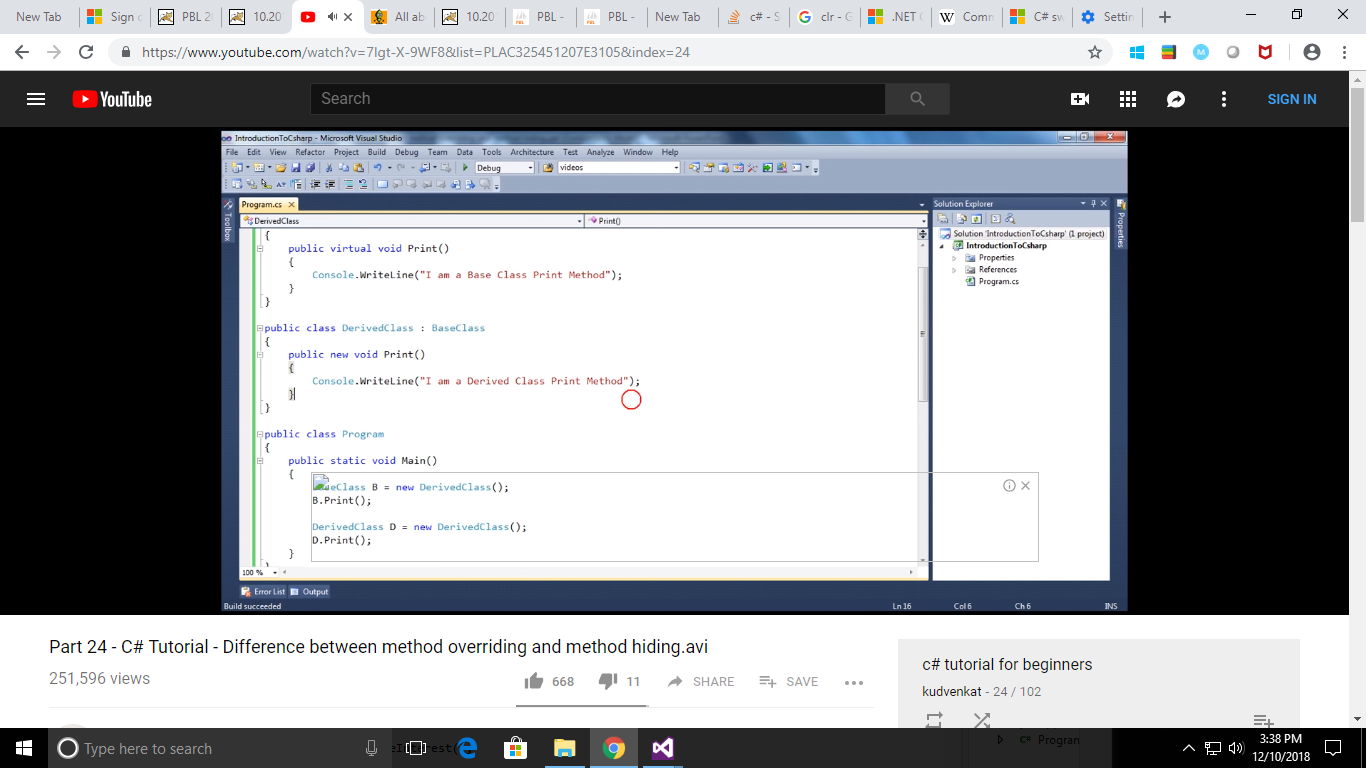 New Tab
Sign
PBL 2
10.20
All ab
10.20
PBL -
PBL -
New Tab
c# - S
clr - G
.NET
Comm
C# sw
Settin
https://www.youtube.com/watch?v=7Igt-X-9WF8&list=PLAC325451207E3105&index=24
YouTube
Search
SIGN IN
IntroductionToCsharp - Microsoft Visual Studio
File Edit View Refactor Project Build Debug Team Data Tools Architecture Test Analyze Window Help
Debug
videos
Toolbox
Program.cs
DerivedClass
Print()
{
public virtual void Print()
{
Console.WriteLine("I am a Base Class Print Method");
}
}
public class DerivedClass : BaseClass
{
public new void Print()
{
Console.WriteLine("I am a Derived Class Print Method");
}
}
public class Program
{
public static void Main()
{
eClass B = new DerivedClass();
B.Print();
DerivedClass D = new DerivedClass();
D.Print();
}
100 %
Solution Explorer
Solution 'IntroductionToCsharp' (1 project)
IntroductionToCsharp
Properties
References
Program.cs
Properties
Error List
Output
Build succeeded
Ln 16
Col 6
Ch 6
INS
Part 24 - C# Tutorial - Difference between method overriding and method hiding.avi
251,596 views
668
11
SHARE
SAVE
c# tutorial for beginners
kudvenkat - 24 / 102
Type here to search
eInterest(
C# Progran
3:38 PM
12/10/2018